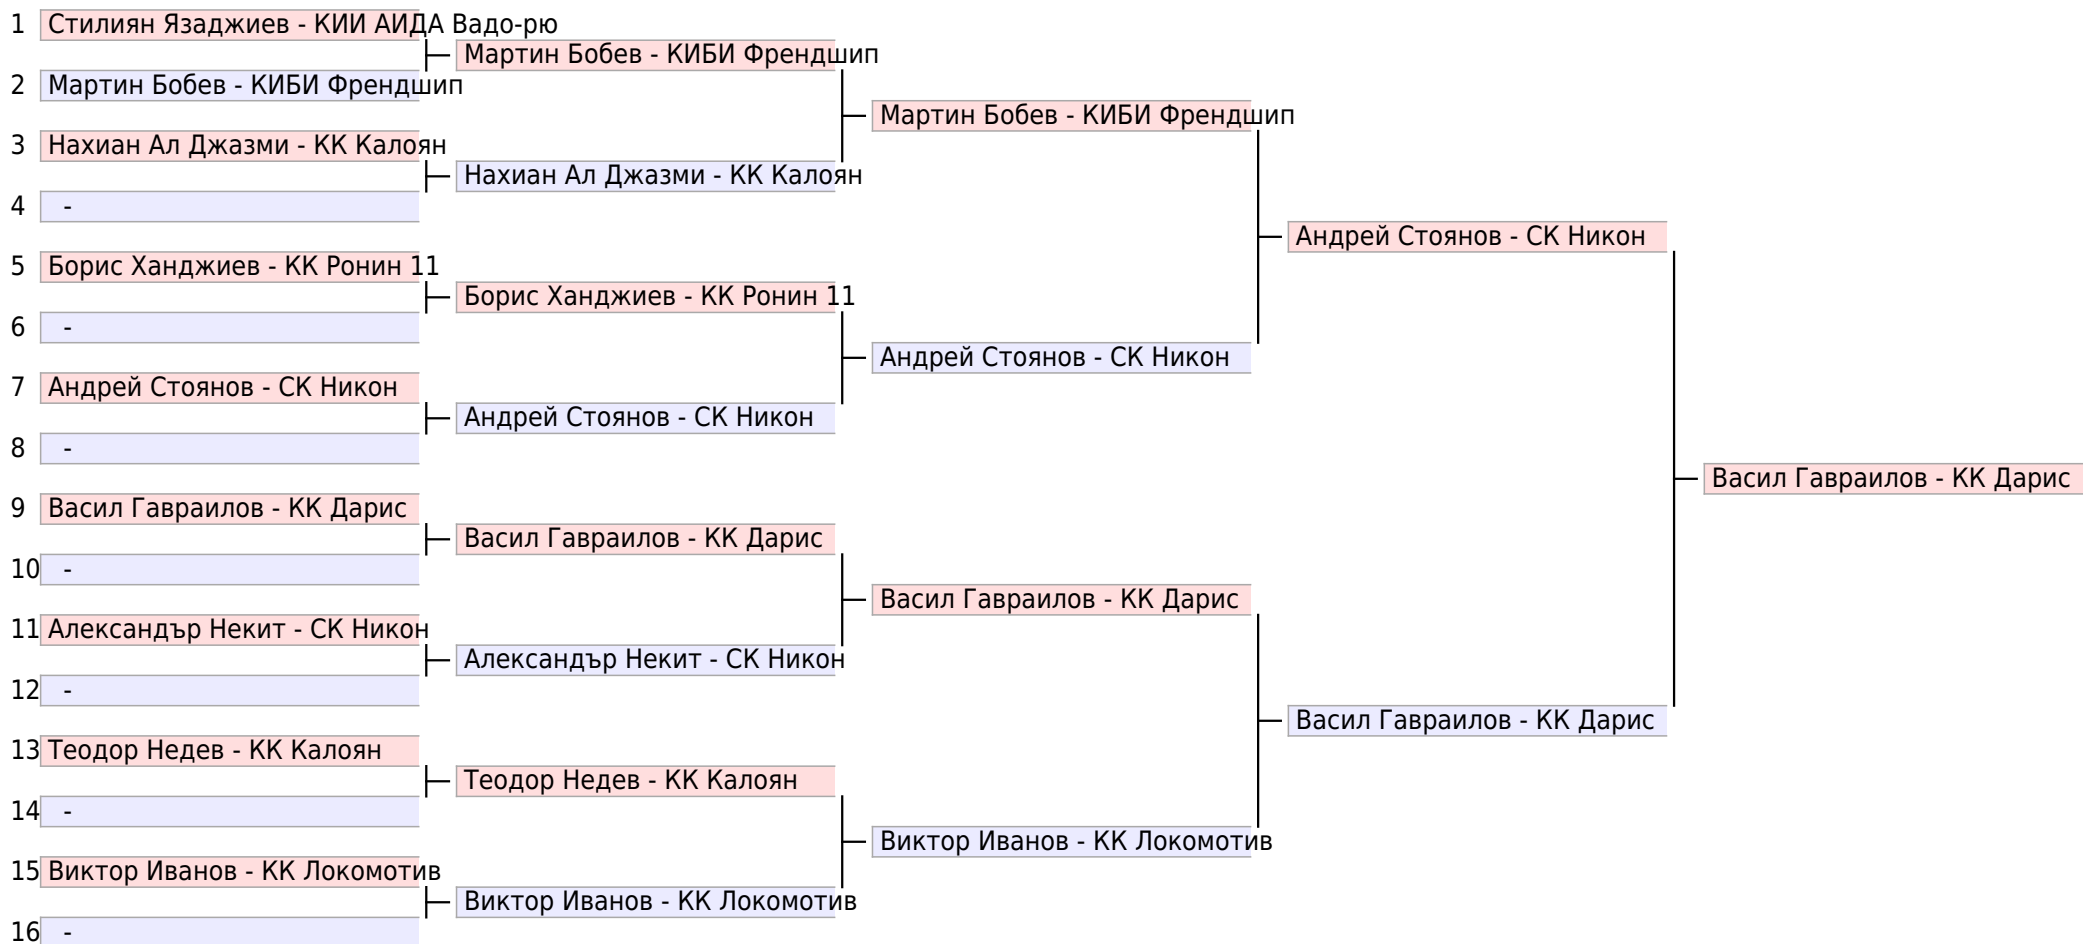 1 Стилиян Язаджиев - КИИ АИДА Вадо-рю
Мартин Бобев - КИБИ Френдшип
2 Мартин Бобев - КИБИ Френдшип
Мартин Бобев - КИБИ Френдшип
3 Нахиан Ал Джазми - КК Калоян
Нахиан Ал Джазми - КК Калоян
4 -
Андрей Стоянов - СК Никон
5 Борис Ханджиев - КК Ронин 11
Борис Ханджиев - КК Ронин 11
6 -
Андрей Стоянов - СК Никон
7 Андрей Стоянов - СК Никон
Андрей Стоянов - СК Никон
8 -
Васил Гавраилов - КК Дарис
9 Васил Гавраилов - КК Дарис
Васил Гавраилов - КК Дарис
10 -
Васил Гавраилов - КК Дарис
11 Александър Некит - СК Никон
Александър Некит - СК Никон
12 -
Васил Гавраилов - КК Дарис
13 Теодор Недев - КК Калоян
Теодор Недев - КК Калоян
14 -
Виктор Иванов - КК Локомотив
15 Виктор Иванов - КК Локомотив
Виктор Иванов - КК Локомотив
16 -